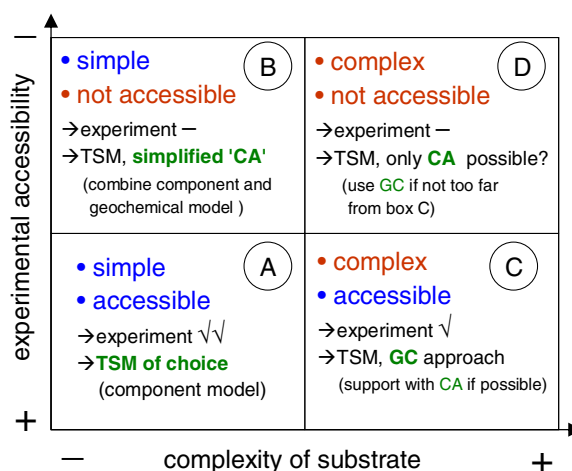 —
experimental accessibility
+
• simple
B
• not accessible
→experiment —
→TSM, simplified 'CA'
(combine component and
geochemical model )
• complex
D
• not accessible
→experiment —
→TSM, only CA possible?
(use GC if not too far
from box C)
• simple
A
• accessible
→experiment √√
→TSM of choice
(component model)
• complex
C
• accessible
→experiment √
→TSM, GC approach
(support with CA if possible)
— complexity of substrate +